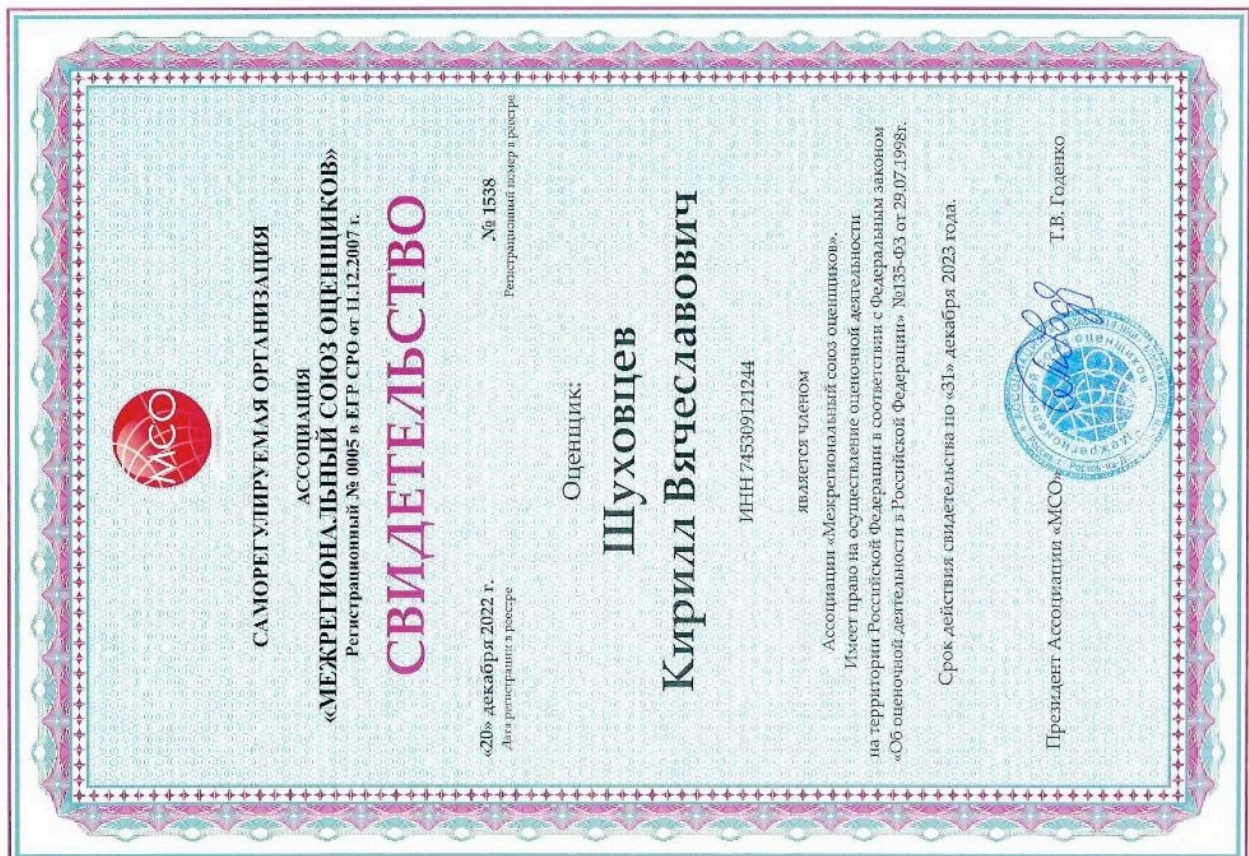 МСО
САМОРЕГУЛИРУЕМАЯ ОРГАНИЗАЦИЯ
АССОЦИАЦИЯ
«МЕЖРЕГИОНАЛЬНЫЙ СОЮЗ ОЦЕНЩИКОВ»
Регистрационный № 0005 в ЕГР СРО от 11.12.2007 г.
СВИДЕТЕЛЬСТВО
«20» декабря 2022 г. № 1538
Дата регистрации в реестре Регистрационный номер в реестре
Оценщик:
Шуховцев
Кирилл Вячеславович
ИНН 745309121244
является членом
Ассоциации «Межрегиональный союз оценщиков».
Имеет право на осуществление оценочной деятельности
на территории Российской Федерации в соответствии с Федеральным законом
«Об оценочной деятельности в Российской Федерации» №135-ФЗ от 29.07.1998г.
Срок действия свидетельства по «31» декабря 2023 года.
Президент Ассоциации «МСО» Т.В. Годенко